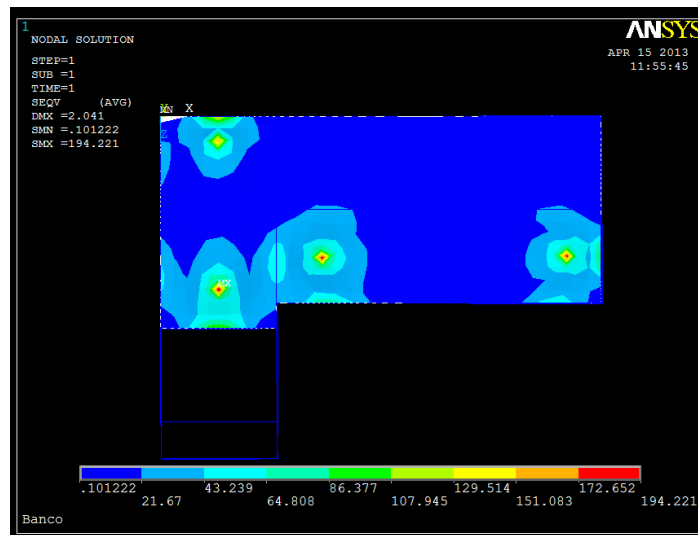 1
NODAL SOLUTION
STEP=1
SUB =1
TIME=1
SEQV (AVG)
DMX =2.041
SMN =.101222
SMX =194.221
ANSYS
APR 15 2013
11:55:45
MN X
Z
MX
.101222 21.67 43.239 64.808 86.377 107.945 129.514 151.083 172.652 194.221
Banco